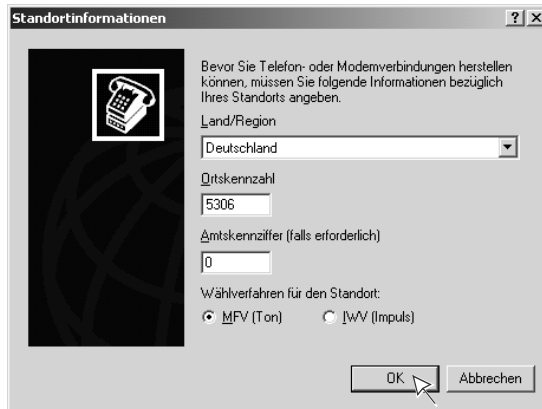 Standortinformationen
Bevor Sie Telefon- oder Modemverbindungen herstellen
können, müssen Sie folgende Informationen bezüglich
Ihres Standorts angeben.
Land/Region
Deutschland
Ortskennzahl
5306
Amtskennziffer (falls erforderlich)
0
Wählverfahren für den Standort:
MFV (Ton) IWV (Impuls)
OK Abbrechen